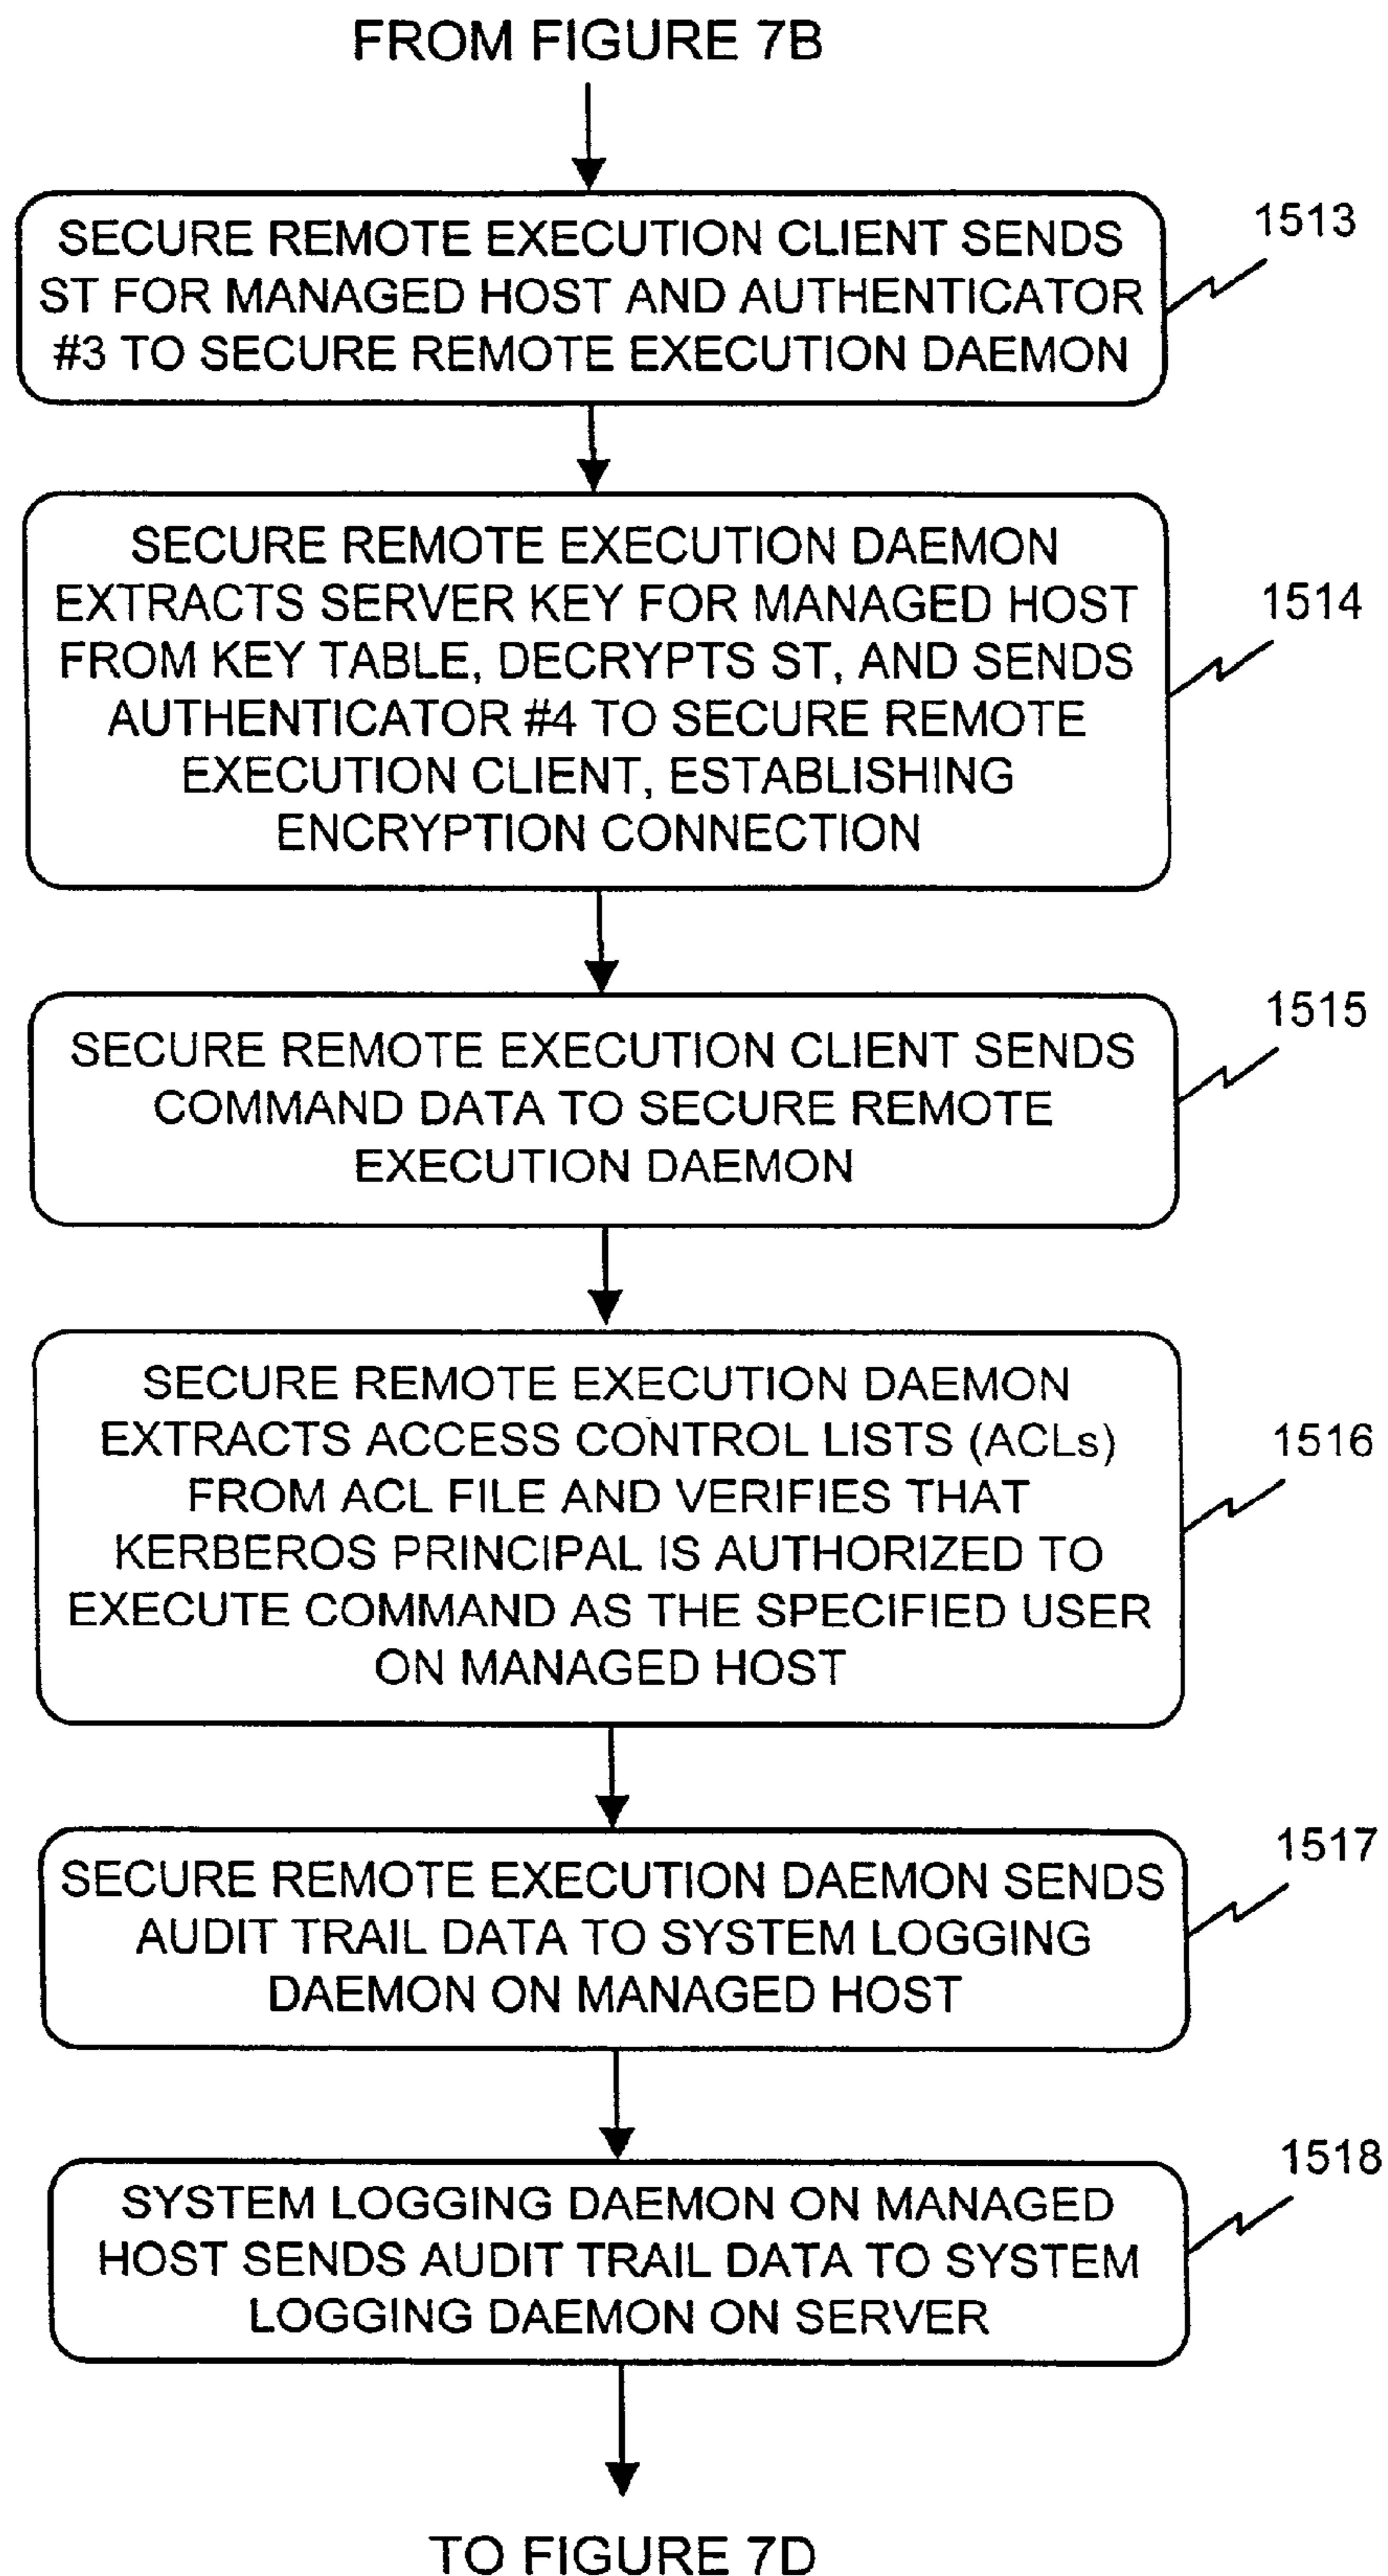 FROM FIGURE 7B
SECURE REMOTE EXECUTION CLIENT SENDS
ST FOR MANAGED HOST AND AUTHENTICATOR
#3 TO SECURE REMOTE EXECUTION DAEMON
1513
SECURE REMOTE EXECUTION DAEMON
EXTRACTS SERVER KEY FOR MANAGED HOST
FROM KEY TABLE, DECRYPTS ST, AND SENDS
AUTHENTICATOR #4 TO SECURE REMOTE
EXECUTION CLIENT, ESTABLISHING
ENCRYPTION CONNECTION
1514
SECURE REMOTE EXECUTION CLIENT SENDS
COMMAND DATA TO SECURE REMOTE
EXECUTION DAEMON
1515
SECURE REMOTE EXECUTION DAEMON
EXTRACTS ACCESS CONTROL LISTS (ACLs)
FROM ACL FILE AND VERIFIES THAT
KERBEROS PRINCIPAL IS AUTHORIZED TO
EXECUTE COMMAND AS THE SPECIFIED USER
ON MANAGED HOST
1516
SECURE REMOTE EXECUTION DAEMON SENDS
AUDIT TRAIL DATA TO SYSTEM LOGGING
DAEMON ON MANAGED HOST
1517
SYSTEM LOGGING DAEMON ON MANAGED
HOST SENDS AUDIT TRAIL DATA TO SYSTEM
LOGGING DAEMON ON SERVER
1518
TO FIGURE 7D